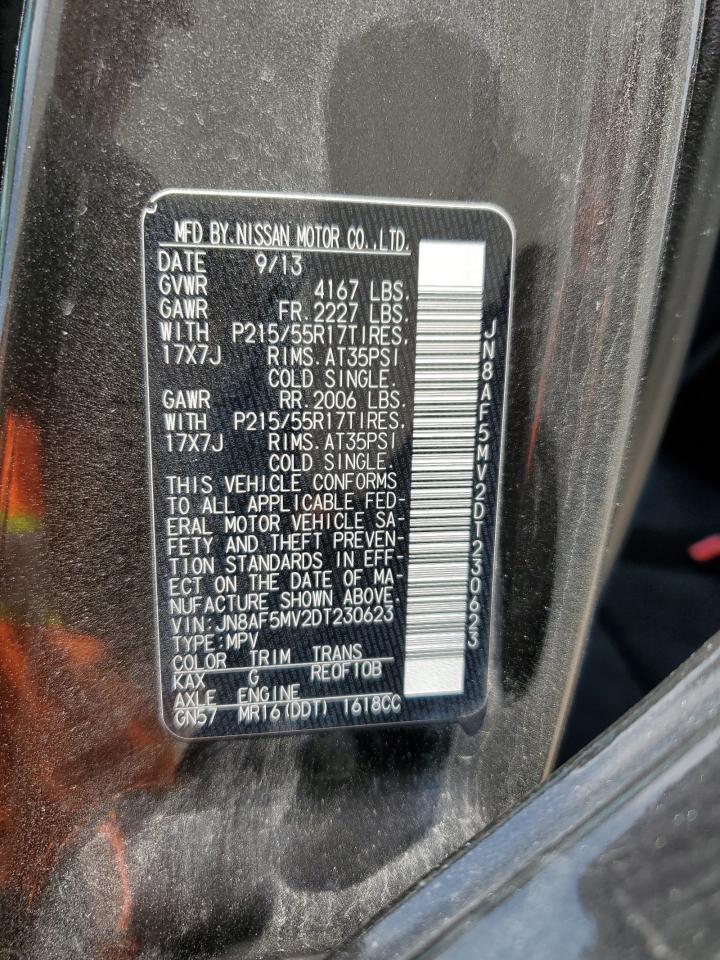 MFD BY.NISSAN MOTOR CO.,LTD.
DATE 9/13
GVWR 4167 LBS.
GAWR FR. 2227 LBS.
WITH P215/55R17TIRES.
17X7J RIMS. AT35PSI
COLD SINGLE.
GAWR RR. 2006 LBS.
WITH P215/55R17TIRES.
17X7J RIMS. AT35PSI
COLD SINGLE.
THIS VEHICLE CONFORMS
TO ALL APPLICABLE FED-
ERAL MOTOR VEHICLE SA-
FETY AND THEFT PREVEN-
TION STANDARDS IN EFF-
ECT ON THE DATE OF MA-
NUFACTURE SHOWN ABOVE.
VIN:JN8AF5MV2DT230623
TYPE:MPV
COLOR TRIM TRANS
KAX G RE0F10B
AXLE ENGINE
GN57 MR16(DDT) 1618CC
JN8AF5MV2DT230623